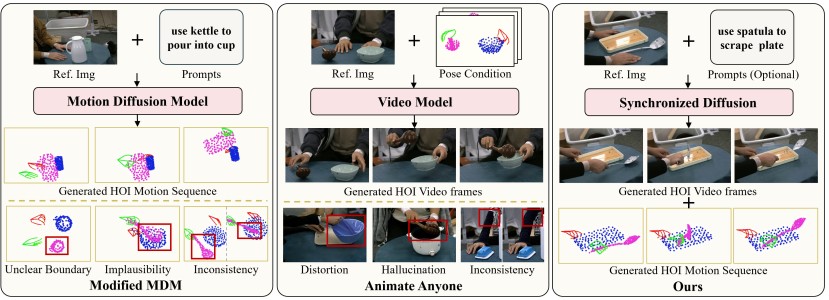 use kettle to
pour into cup
Ref. Img
Prompts
Motion Diffusion Model
Generated HOI Motion Sequence
Unclear Boundary
Implausibility
Inconsistency
Modified MDM
Ref. Img
Pose Condition
Video Model
Generated HOI Video frames
Distortion
Hallucination
Inconsistency
Animate Anyone
use spatula to
scrape plate
Ref. Img
Prompts (Optional)
Synchronized Diffusion
Generated HOI Video frames
Generated HOI Motion Sequence
Ours